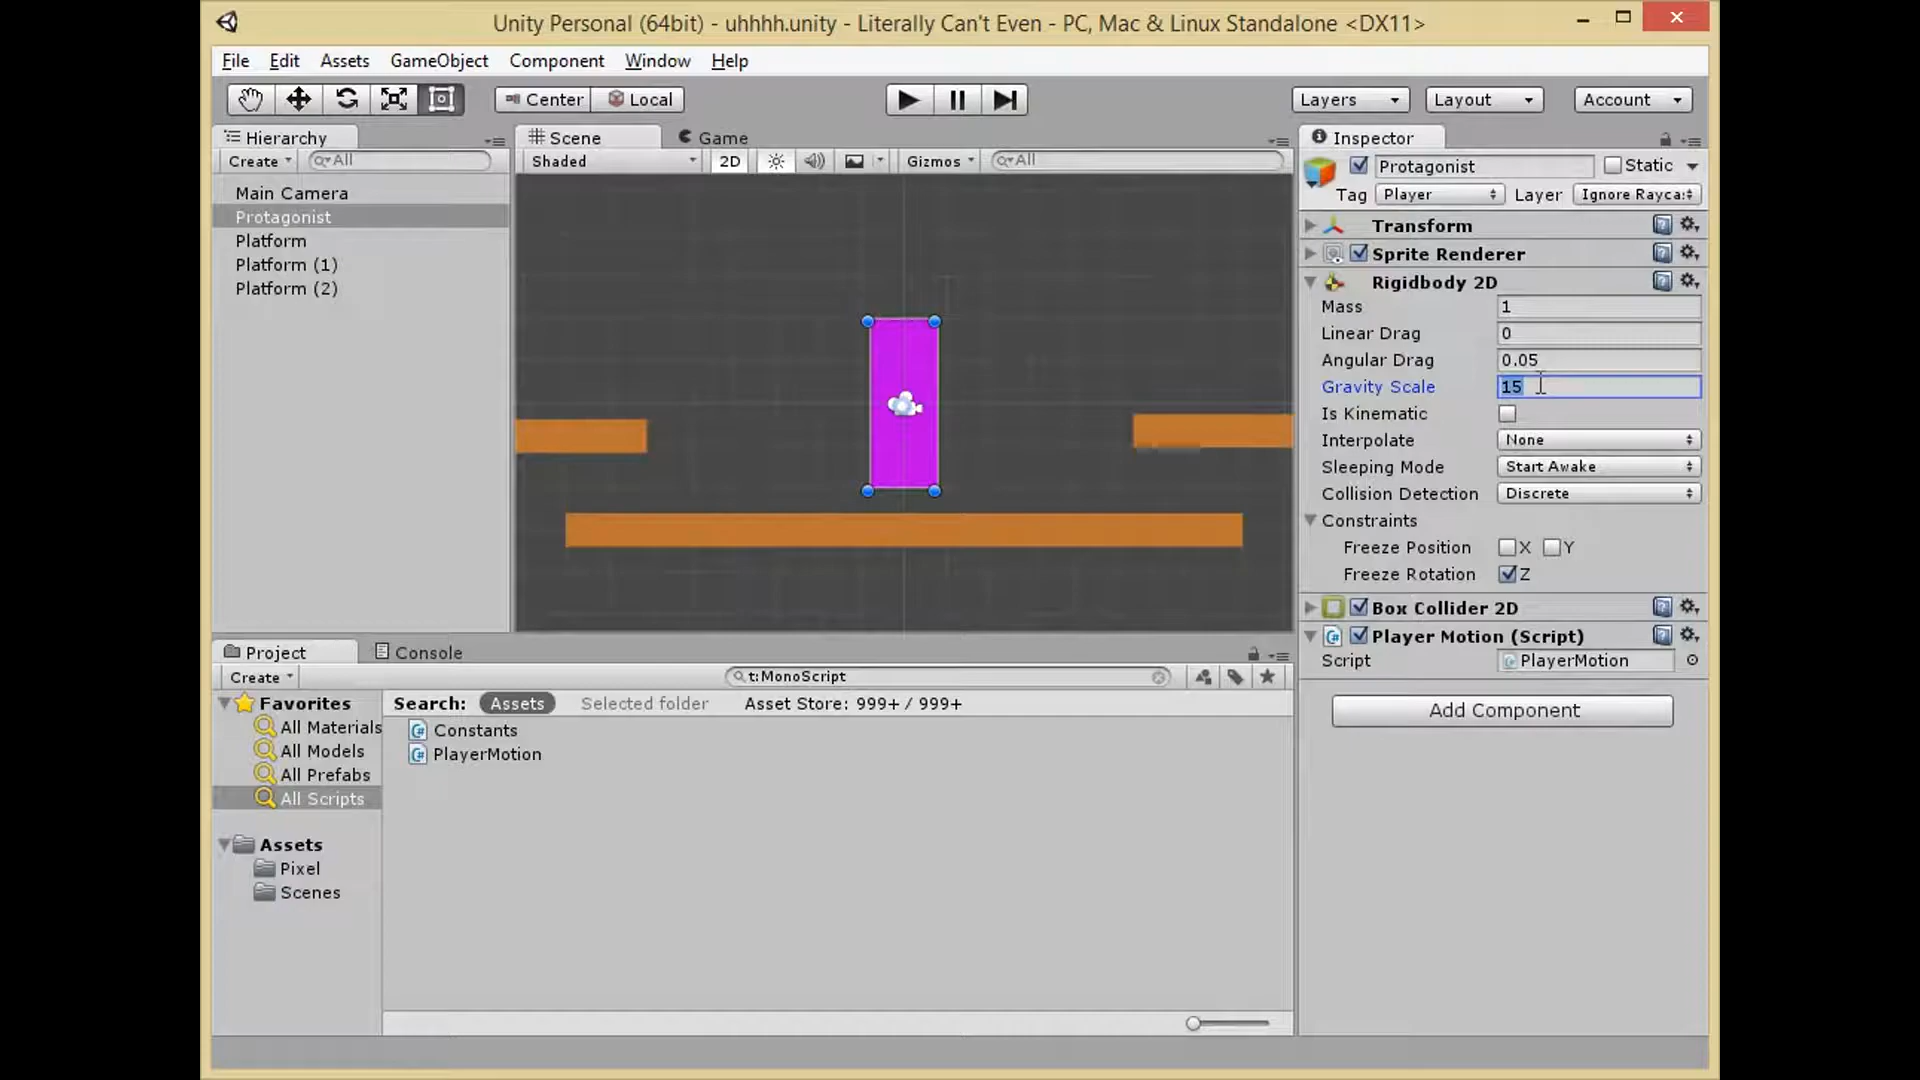 Unity Personal (64bit) - uhhhh.unity - Literally Can't Even - PC, Mac & Linux Standalone <DX11>
File Edit Assets GameObject Component Window Help
Center Local Layers Layout Account
Hierarchy
Create All
Main Camera
Protagonist
Platform
Platform (1)
Platform (2)
Scene Game
Shaded 2D Gizmos All
Inspector
Protagonist Static
Tag Player Layer Ignore Rayca
Transform
Sprite Renderer
Rigidbody 2D
Mass 1
Linear Drag 0
Angular Drag 0.05
Gravity Scale 15
Is Kinematic
Interpolate None
Sleeping Mode Start Awake
Collision Detection Discrete
Constraints
Freeze Position X Y
Freeze Rotation Z
Box Collider 2D
Player Motion (Script)
Script PlayerMotion
Add Component
Project Console
Create t:MonoScript
Favorites
All Materials
All Models
All Prefabs
All Scripts
Assets
Pixel
Scenes
Search: Assets Selected folder Asset Store: 999+ / 999+
Constants
PlayerMotion